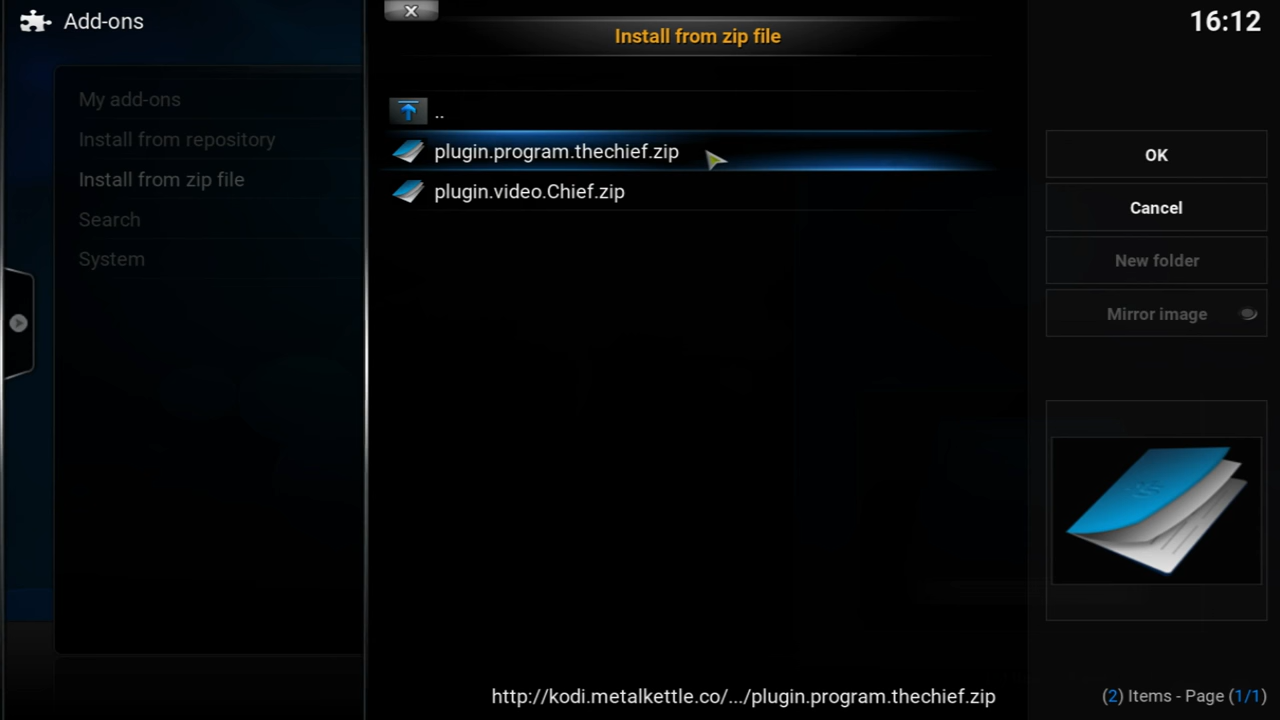 Add-ons
16:12
Install from zip file
My add-ons
Install from repository
Install from zip file
Search
System
..
plugin.program.thechief.zip
plugin.video.Chief.zip
OK
Cancel
New folder
Mirror image
http://kodi.metalkettle.co/.../plugin.program.thechief.zip
(2) Items - Page (1/1)